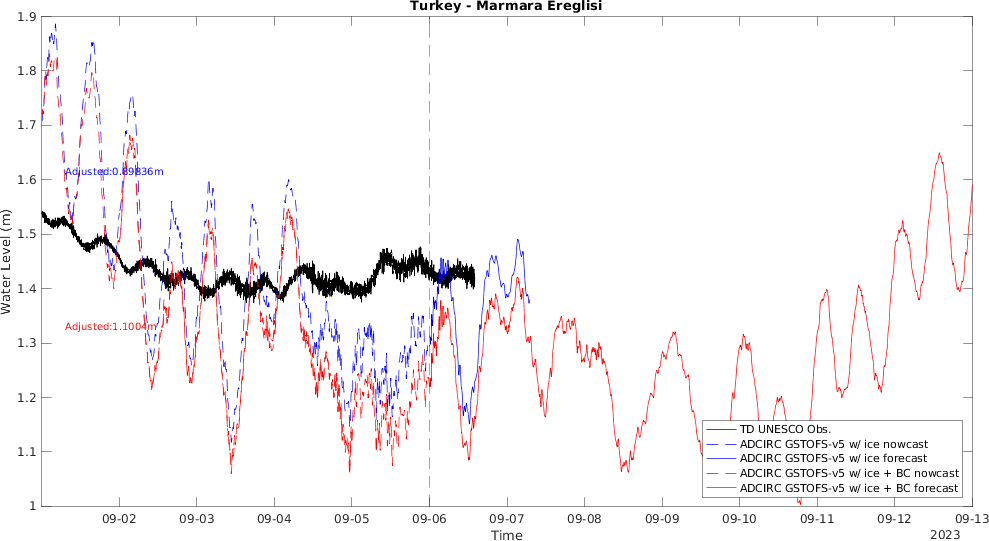 Turkey - Marmara Ereglisi
Water Level (m)
1.9
1.8
1.7
1.6
1.5
1.4
1.3
1.2
1.1
1
Adjusted:0.89836m
Adjusted:1.1004m
TD UNESCO Obs.
ADCIRC GSTOFS-v5 w/ ice nowcast
ADCIRC GSTOFS-v5 w/ ice forecast
ADCIRC GSTOFS-v5 w/ ice + BC nowcast
ADCIRC GSTOFS-v5 w/ ice + BC forecast
09-02 09-03 09-04 09-05 09-06 09-07 09-08 09-09 09-10 09-11 09-12 09-13
Time
2023